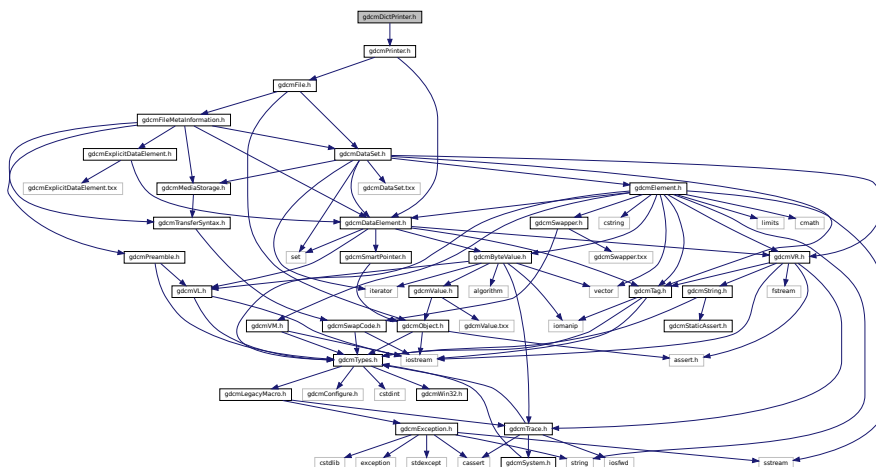 gdcmDictPrinter.h
gdcmPrinter.h
gdcmFile.h
gdcmFileMetaInformation.h
gdcmExplicitDataElement.h
gdcmDataSet.h
gdcmExplicitDataElement.txx
gdcmMediaStorage.h
gdcmDataSet.txx
gdcmElement.h
gdcmTransferSyntax.h
gdcmDataElement.h
gdcmSwapper.h
cstring
limits
cmath
gdcmPreamble.h
set
gdcmSmartPointer.h
gdcmByteValue.h
gdcmSwapper.txx
gdcmVR.h
gdcmVL.h
iterator
gdcmValue.h
algorithm
vector
gdcmTag.h
gdcmString.h
fstream
gdcmVM.h
gdcmSwapCode.h
gdcmObject.h
gdcmValue.txx
iomanip
gdcmStaticAssert.h
gdcmTypes.h
iostream
assert.h
gdcmLegacyMacro.h
gdcmConfigure.h
cstdint
gdcmWin32.h
gdcmException.h
gdcmTrace.h
cstdlib
exception
stdexcept
cassert
gdcmSystem.h
string
iosfwd
sstream